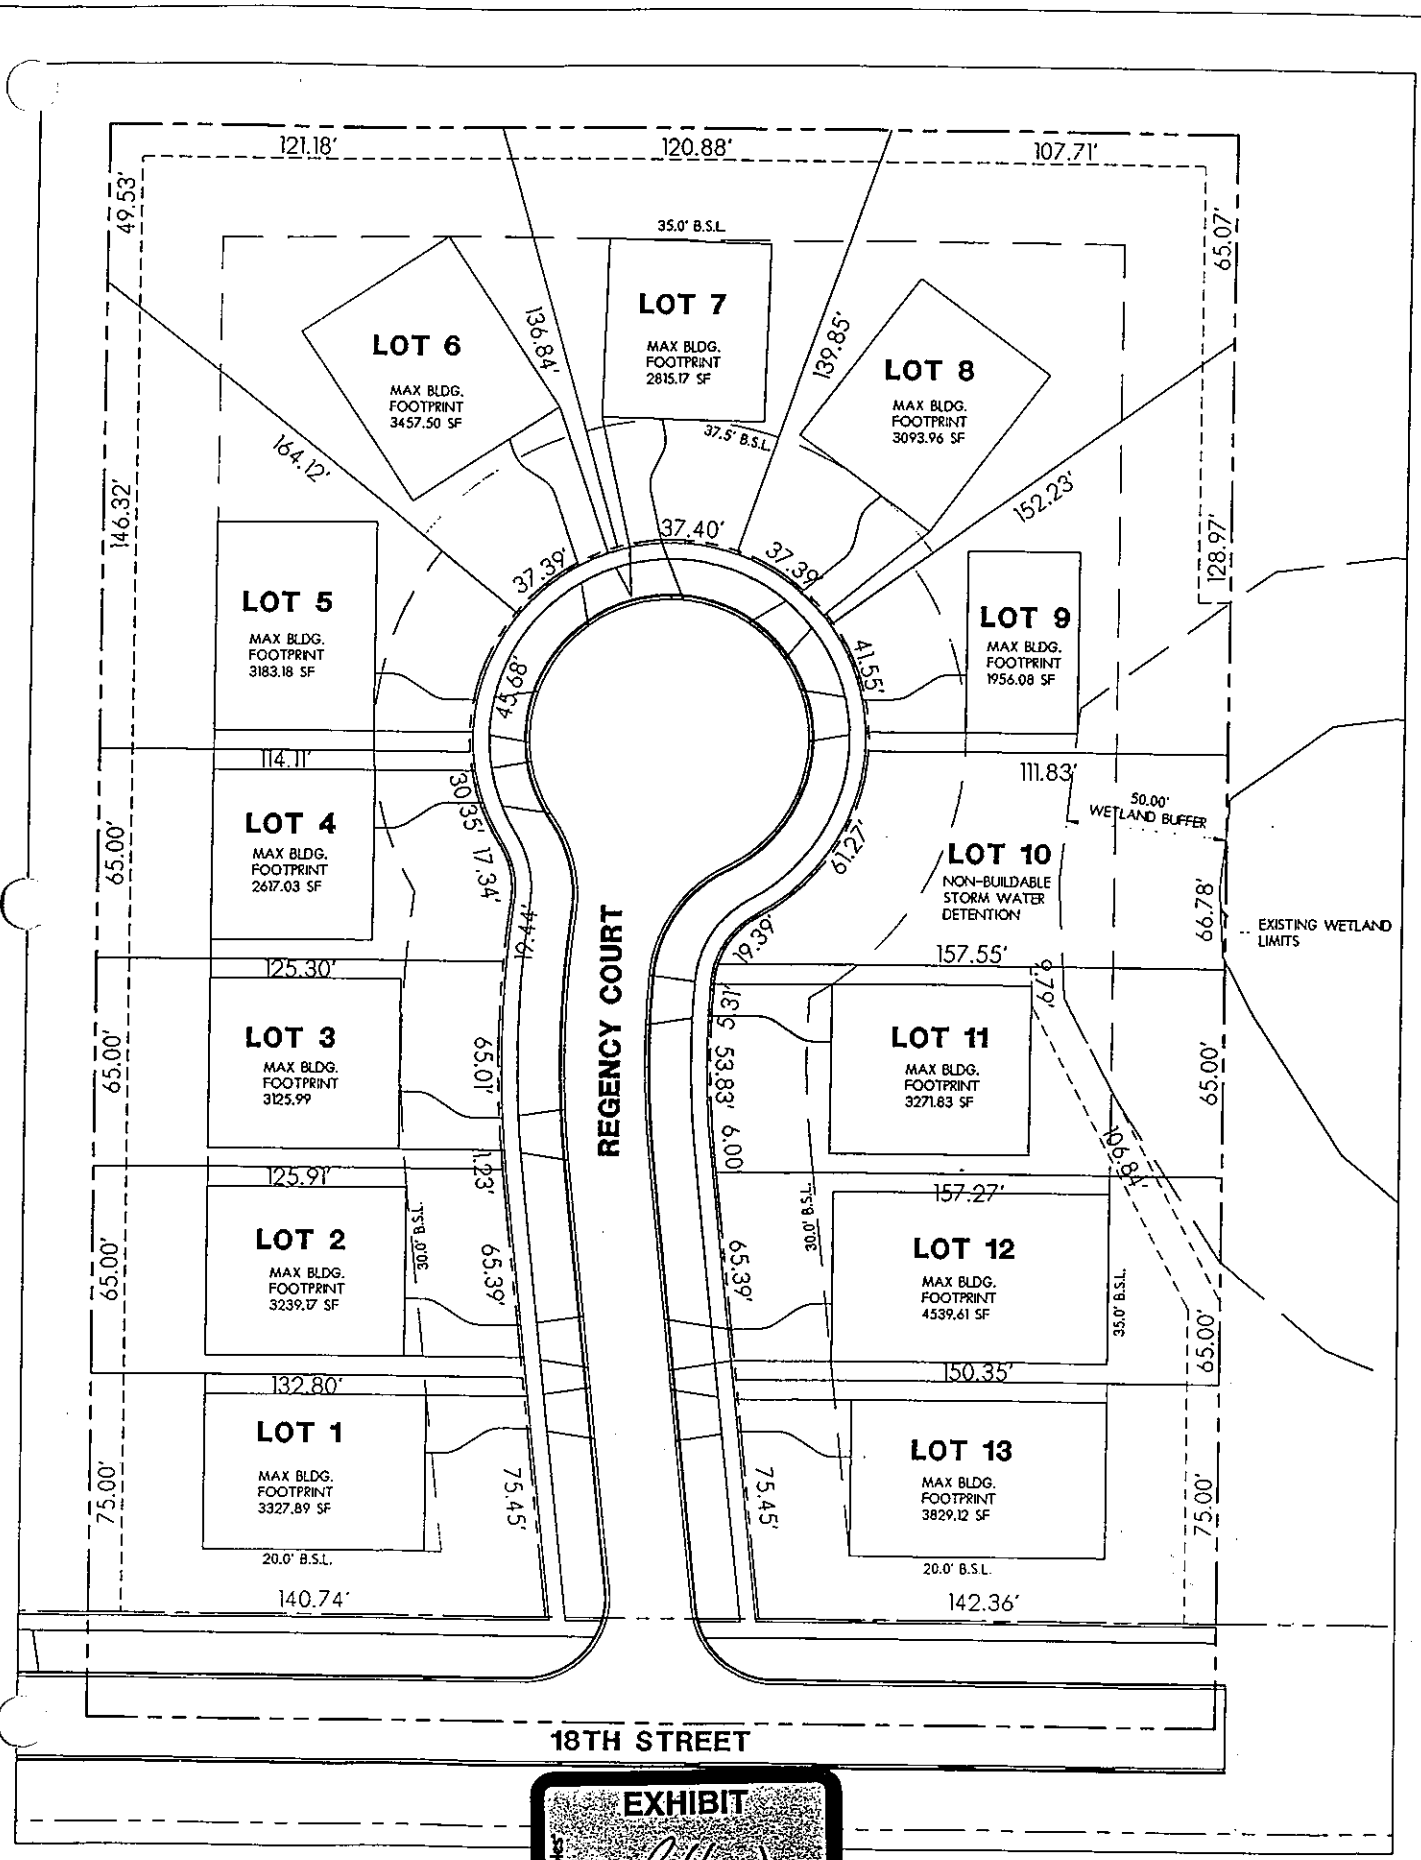 121.18'
120.88'
107.71'
49.53'
65.07'
35.0' B.S.L.
LOT 6
MAX BLDG.
FOOTPRINT
3457.50 SF
136.84'
LOT 7
MAX BLDG.
FOOTPRINT
2815.17 SF
139.85'
LOT 8
MAX BLDG.
FOOTPRINT
3093.96 SF
37.5' B.S.L.
164.12'
152.23'
146.32'
128.97'
37.39'
37.40'
37.39'
LOT 5
MAX BLDG.
FOOTPRINT
3183.18 SF
45.68'
41.55'
LOT 9
MAX BLDG.
FOOTPRINT
1956.08 SF
114.11'
111.83'
50.00'
WETLAND BUFFER
65.00'
LOT 4
MAX BLDG.
FOOTPRINT
2617.03 SF
30.35'
17.34'
19.44'
61.27'
19.39'
LOT 10
NON-BUILDABLE
STORM WATER
DETENTION
66.78'
EXISTING WETLAND
LIMITS
125.30'
157.55'
9.79'
65.00'
LOT 3
MAX BLDG.
FOOTPRINT
3125.99
65.01'
REGENCY COURT
5.31'
53.83'
6.00'
LOT 11
MAX BLDG.
FOOTPRINT
3271.83 SF
65.00'
106.84'
125.91'
1.23'
157.27'
65.00'
LOT 2
MAX BLDG.
FOOTPRINT
3239.17 SF
30.0' B.S.L.
65.39'
65.39'
30.0' B.S.L.
LOT 12
MAX BLDG.
FOOTPRINT
4539.61 SF
35.0' B.S.L.
65.00'
132.80'
150.35'
75.00'
LOT 1
MAX BLDG.
FOOTPRINT
3327.89 SF
20.0' B.S.L.
75.45'
75.45'
LOT 13
MAX BLDG.
FOOTPRINT
3829.12 SF
20.0' B.S.L.
75.00'
140.74'
142.36'
18TH STREET
EXHIBIT